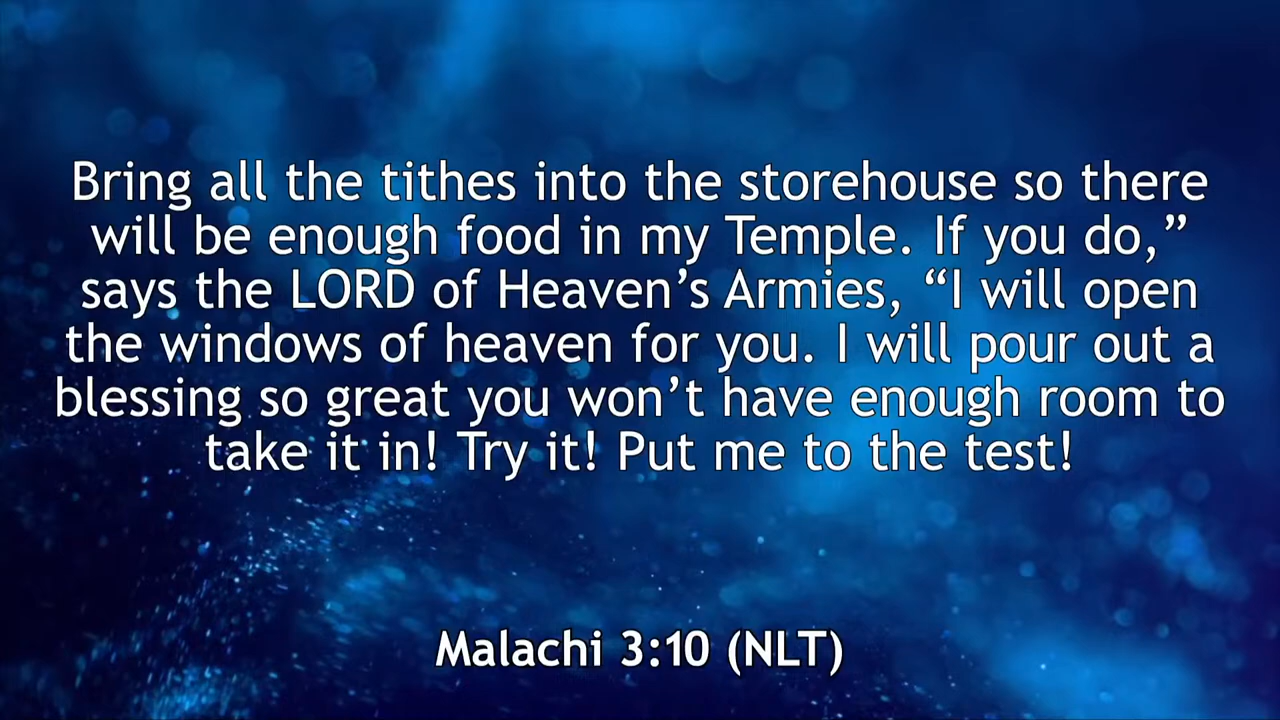 Bring all the tithes into the storehouse so there
will be enough food in my Temple. If you do,”
says the LORD of Heaven’s Armies, “I will open
the windows of heaven for you. I will pour out a
blessing so great you won’t have enough room to
take it in! Try it! Put me to the test!
Malachi 3:10 (NLT)